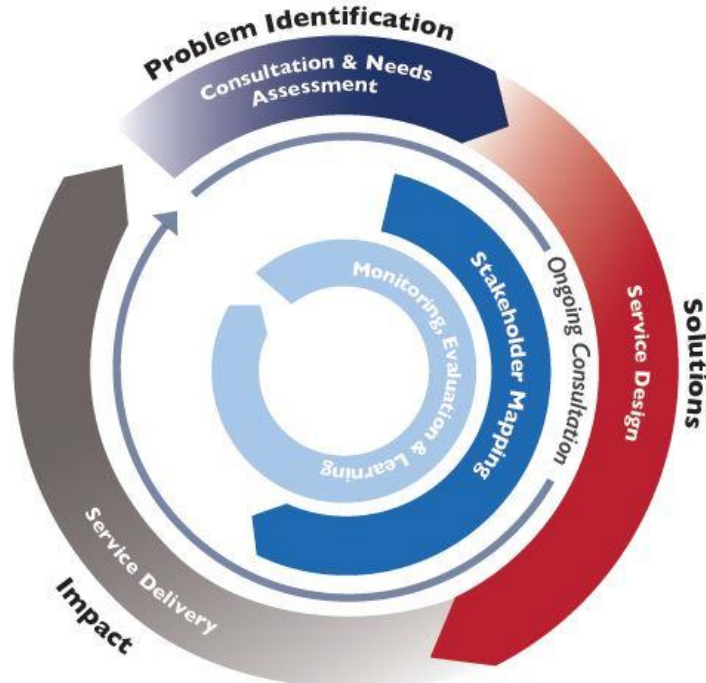 Problem Identification
Consultation & Needs
Assessment
Solutions
Service Design
Ongoing Consultation
Stakeholder Mapping
Monitoring, Evaluation & Learning
Service Delivery
Impact